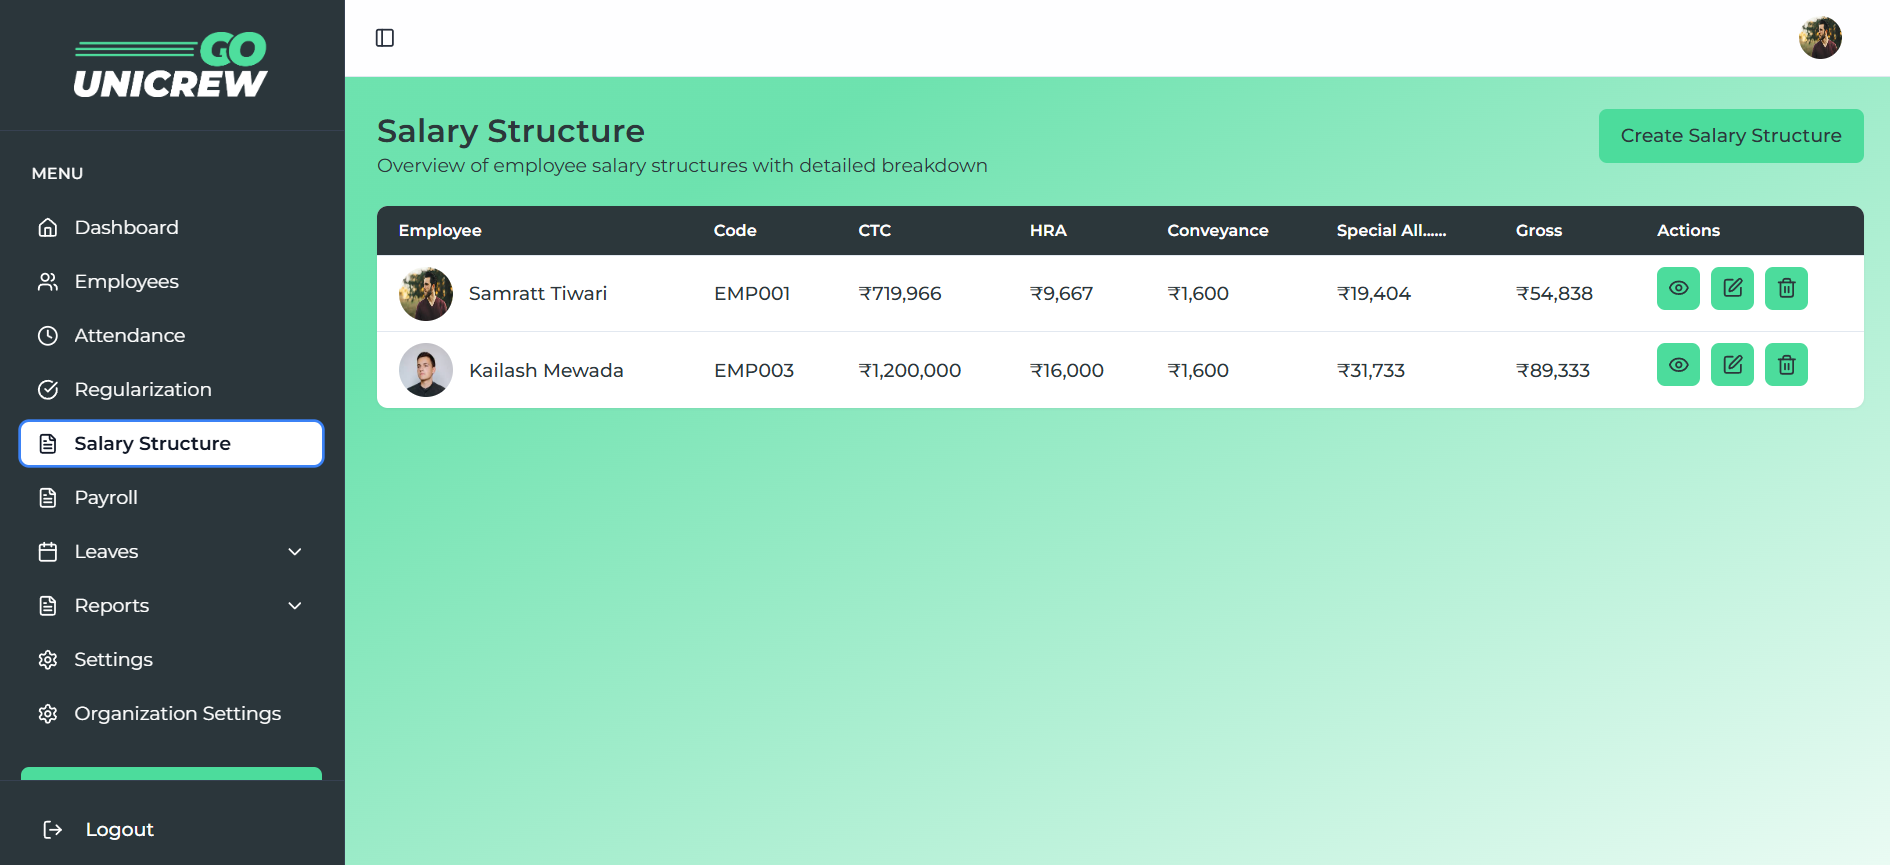 GO
UNICREW
MENU
Dashboard
Employees
Attendance
Regularization
Salary Structure
Payroll
Leaves
Reports
Settings
Organization Settings
Logout
Salary Structure
Overview of employee salary structures with detailed breakdown
Create Salary Structure
Employee Code CTC HRA Conveyance Special All...... Gross Actions
Samratt Tiwari EMP001 ₹719,966 ₹9,667 ₹1,600 ₹19,404 ₹54,838
Kailash Mewada EMP003 ₹1,200,000 ₹16,000 ₹1,600 ₹31,733 ₹89,333